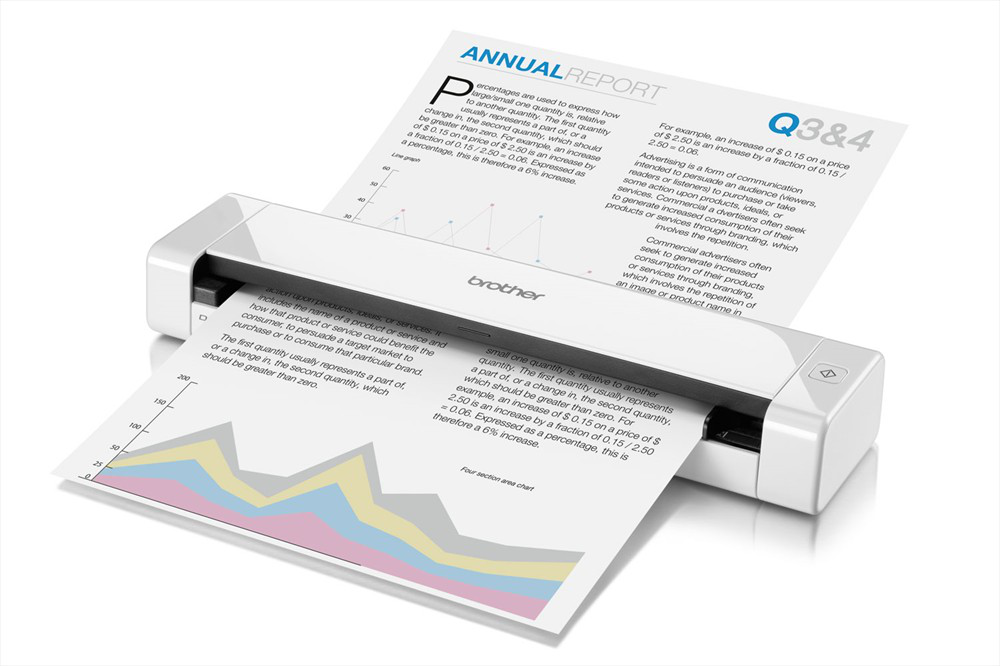 ANNUALREPORT
Q3&4
Percentages are used to express how
large/small one quantity is, relative
to another quantity. The first quantity
usually represents a part of, or a
change in, the second quantity, which should
be greater than zero. For example, an increase
of $ 0.15 on a price of $ 2.50 is an increase by
a fraction of 0.15 / 2.50 = 0.06. Expressed as
a percentage, this is therefore a 6% increase.
Line graph
60
50
40
30
For example, an increase of $ 0.15 on a price
of $ 2.50 is an increase by a fraction of 0.15 /
2.50 = 0.06.
Advertising is a form of communication
intended to persuade an audience (viewers,
readers or listeners) to purchase or take
some action upon products, ideals, or
services. Commercial a dvertisers often seek
to generate increased consumption of their
products or services through branding, which
involves the repetition.
Commercial advertisers often
seek to generate increased
consumption of their products
or services through branding,
which involves the repetition of
an image or product name in
brother
action upon products, ideals, or services. It
includes the name of a product or service and
how that product or service could benefit the
consumer, to persuade a target market to
purchase or to consume that particular brand.
The first quantity usually represents a part of,
or a change in, the second quantity, which
should be greater than zero.
small one quantity is, relative to another
quantity. The first quantity usually represents
a part of, or a change in, the second quantity,
which should be greater than zero. For
example, an increase of $ 0.15 on a price of $
2.50 is an increase by a fraction of 0.15 / 2.50
= 0.06. Expressed as a percentage, this is
therefore a 6% increase.
200
150
100
50
25
0
Four section area chart